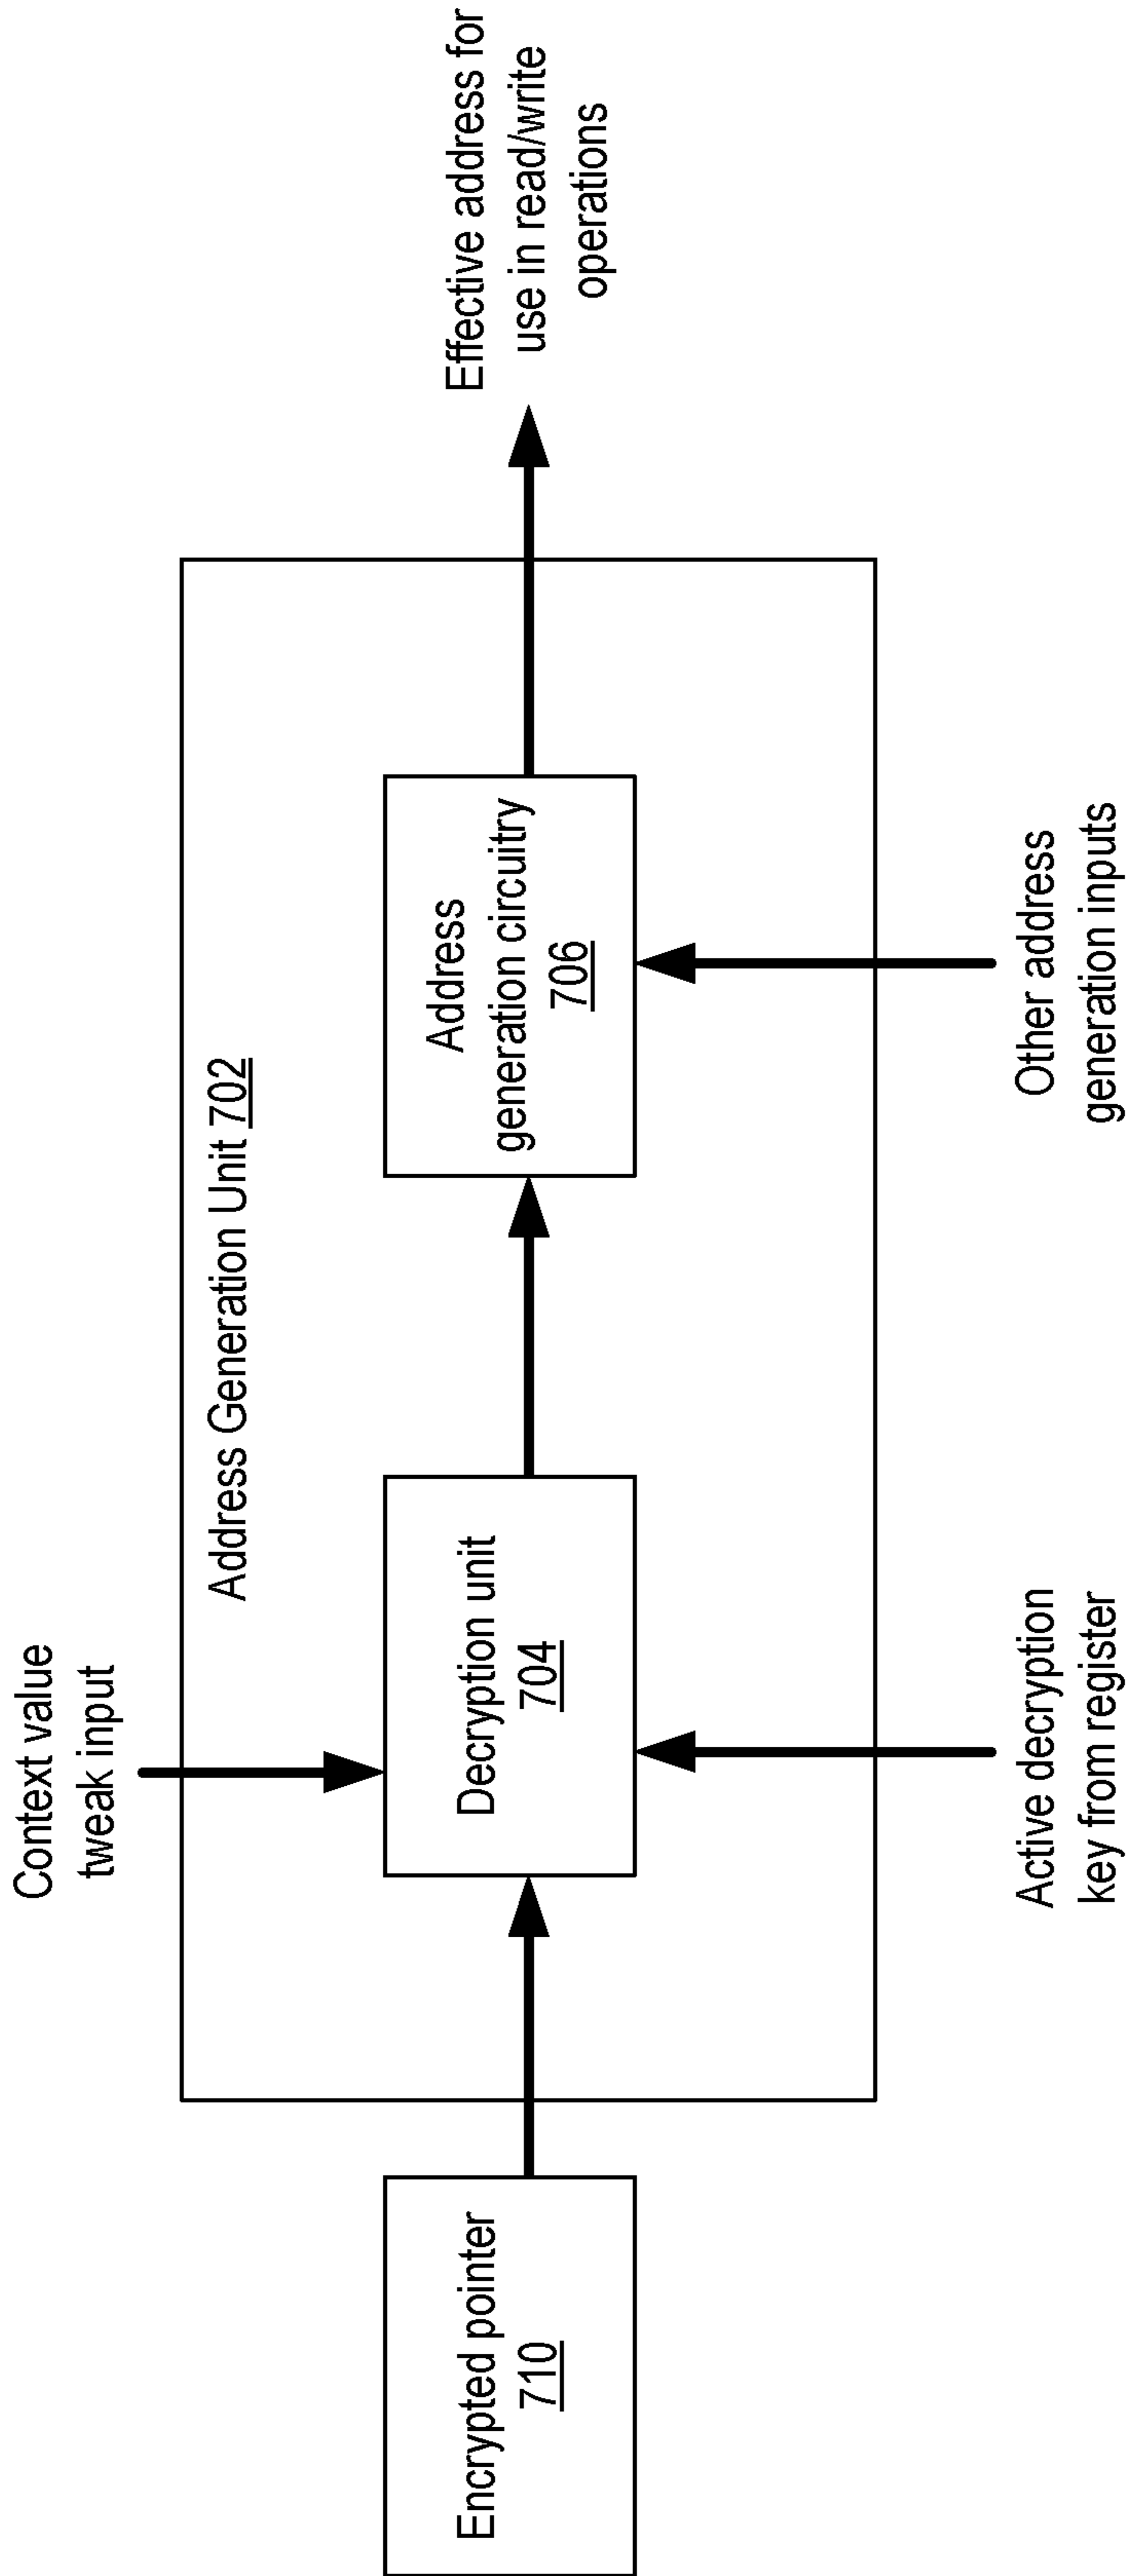 Context value
tweak input
Address Generation Unit 702
Encrypted pointer
710
Decryption unit
704
Address
generation circuitry
706
Effective address for
use in read/write
operations
Active decryption
key from register
Other address
generation inputs